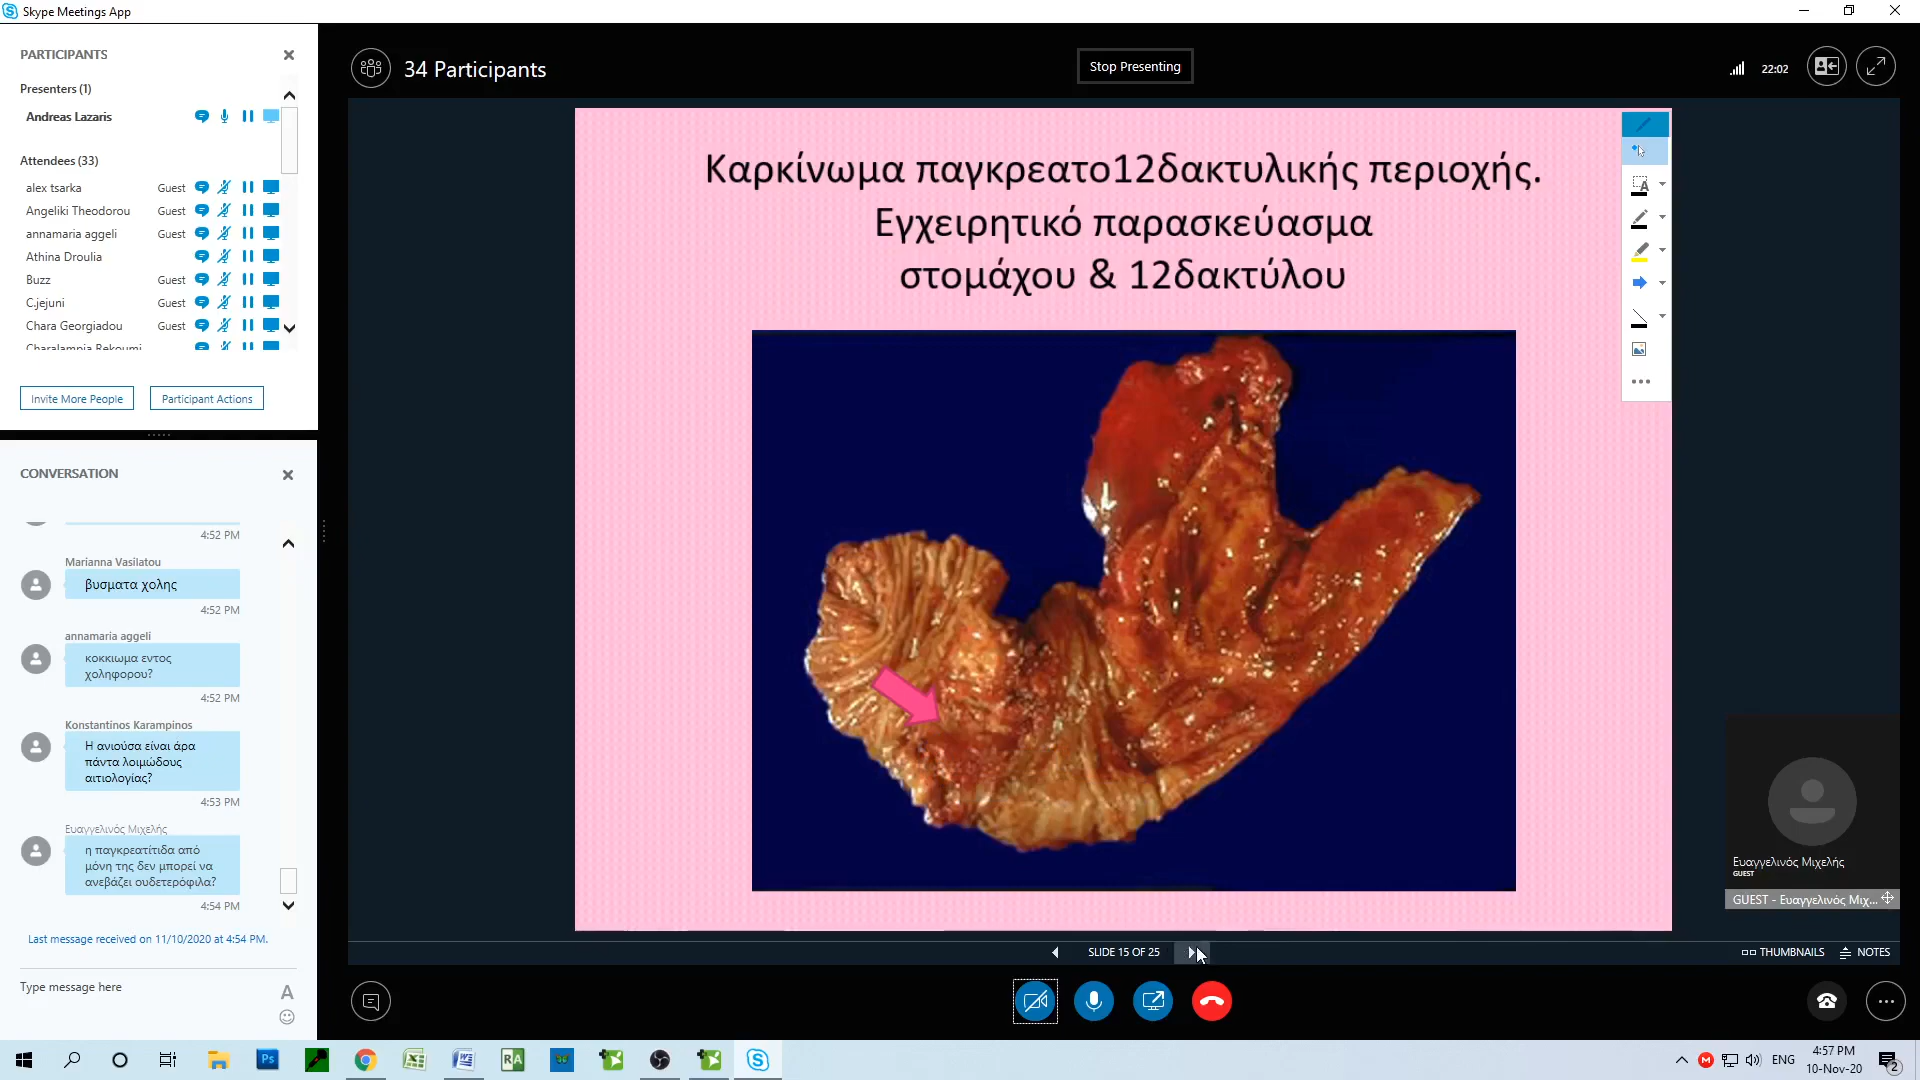 Skype Meetings App
PARTICIPANTS
Presenters (1)
Andreas Lazaris
Attendees (33)
alex tsarka Guest
Angeliki Theodorou Guest
annamaria aggeli Guest
Athina Droulia
Buzz Guest
C.jejuni Guest
Chara Georgiadou Guest
Charalampia Rekoumi
Invite More People
Participant Actions
CONVERSATION
4:52 PM
Marianna Vasilatou
βυσματα χολης
4:52 PM
annamaria aggeli
κοκκιωμα εντος
χοληφορου?
4:52 PM
Konstantínos Karampinos
Η ανιούσα είναι άρα
πάντα λοιμώδους
αιτιολογίας?
4:53 PM
Ευαγγελινός Μιχελής
η παγκρεατίτιδα από
μόνη της δεν μπορεί να
ανεβάζει ουδετερόφιλα?
4:54 PM
Last message received on 11/10/2020 at 4:54 PM.
Type message here
34 Participants
Stop Presenting
22:02
Καρκίνωμα παγκρεατο12δακτυλικής περιοχής.
Εγχειρητικό παρασκεύασμα
στομάχου & 12δακτύλου
Ευαγγελινός Μιχελής
GUEST
GUEST - Ευαγγελινός Μιχ...
SLIDE 15 OF 25
THUMBNAILS
NOTES
ENG
4:57 PM
10-Nov-20
2